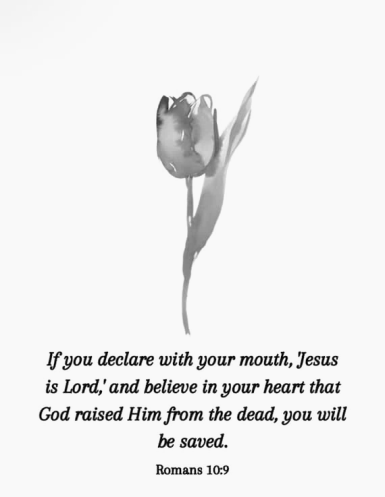 If you declare with your mouth, 'Jesus
is Lord,' and believe in your heart that
God raised Him from the dead, you will
be saved.
Romans 10:9